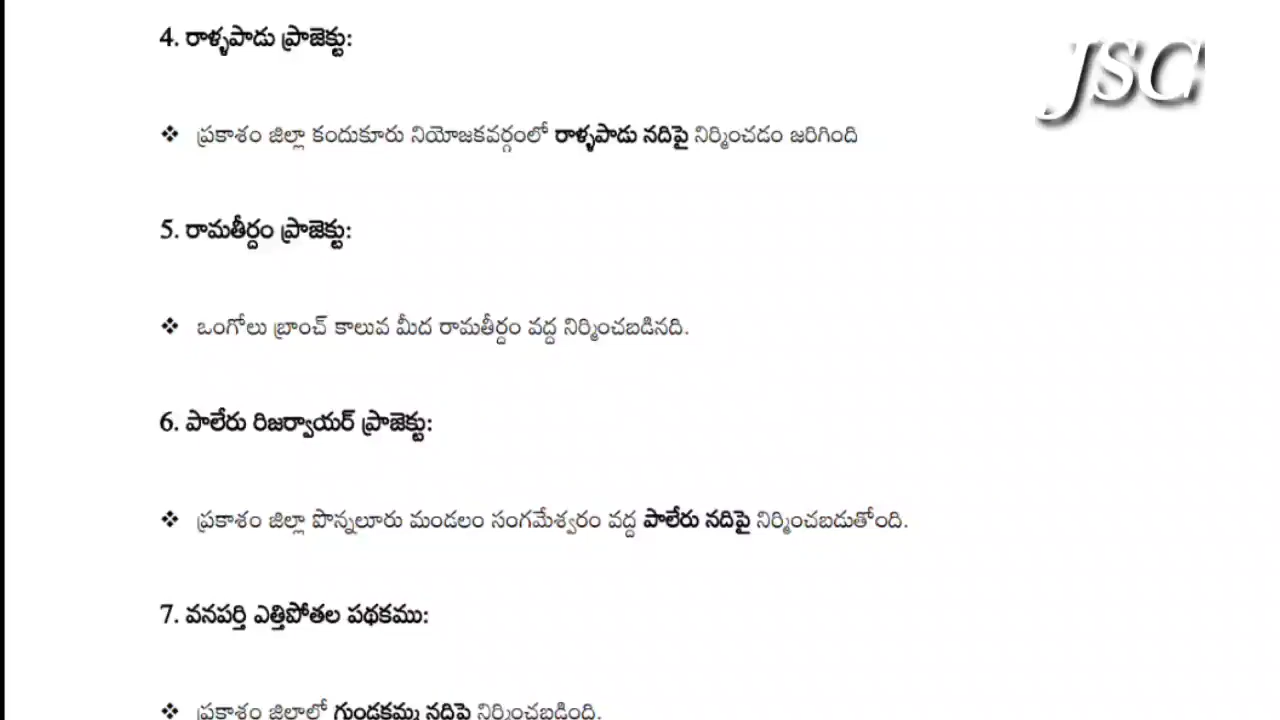 4. రాళ్ళపాడు ప్రాజెక్టు:
JSC
❖ ప్రకాశం జిల్లా కందుకూరు నియోజకవర్గంలో రాళ్ళపాడు నదిపై నిర్మించడం జరిగింది
5. రామతీర్దం ప్రాజెక్టు:
❖ ఒంగోలు బ్రాంచ్ కాలువ మీద రామతీర్దం వద్ద నిర్మించబడినది.
6. పాలేరు రిజర్వాయర్ ప్రాజెక్టు:
❖ ప్రకాశం జిల్లా పొన్నలూరు మండలం సంగమేశ్వరం వద్ద పాలేరు నదిపై నిర్మించబడుతోంది.
7. వనపర్తి ఎత్తిపోతల పథకము:
❖ ప్రకాశం జిల్లాలో గుండకమ్మ నదిపై నిర్మించబడింది.